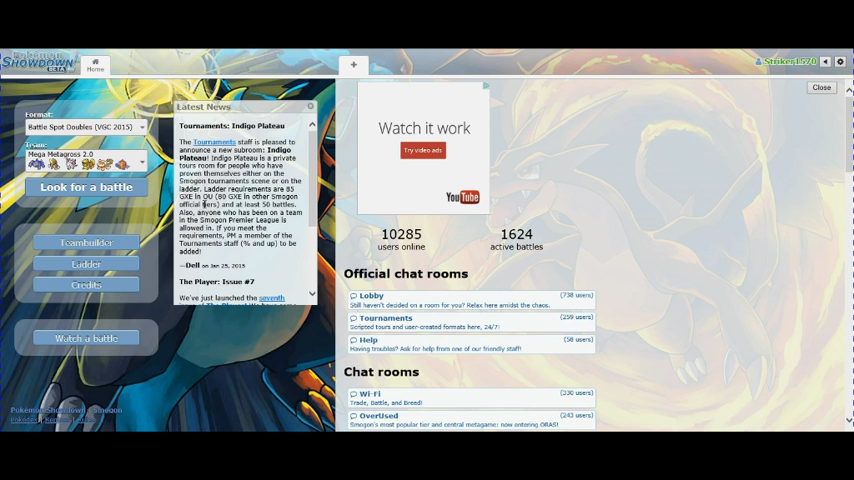 Pokémon
SHOWDOWN
BETA
Home
+
Striker1570
Close
Format:
Battle Spot Doubles (VGC 2015)
Team:
Mega Metagross 2.0
Look for a battle
Teambuilder
Ladder
Credits
Watch a battle
Pokemon Showdown | Smogon
Latest News
Tournaments: Indigo Plateau
The Tournaments staff is pleased to
announce a new subroom: Indigo
Plateau! Indigo Plateau is a private
tours room for people who have
proven themselves either on the
Smogon tournaments scene or on the
ladder. Ladder requirements are 85
GXE in OU (80 GXE in other Smogon
official tiers) and at least 50 battles.
Also, anyone who has been on a team
in the Smogon Premier League is
allowed in. If you meet the
requirements, PM a member of the
Tournaments staff (% and up) to be
added!
—Dell on Jan 25, 2015
The Player: Issue #7
We've just launched the seventh
Watch it work
Try video ads
YouTube
10285
users online
1624
active battles
Official chat rooms
Lobby
(738 users)
Still haven't decided on a room for you? Relax here amidst the chaos.
Tournaments
(259 users)
Scripted tours and user-created formats here, 24/7!
Help
(58 users)
Having troubles? Ask for help from one of our friendly staff!
Chat rooms
Wi-Fi
(330 users)
Trade, Battle, and Breed!
OverUsed
(243 users)
Smogon's most popular tier and central metagame: now entering ORAS!